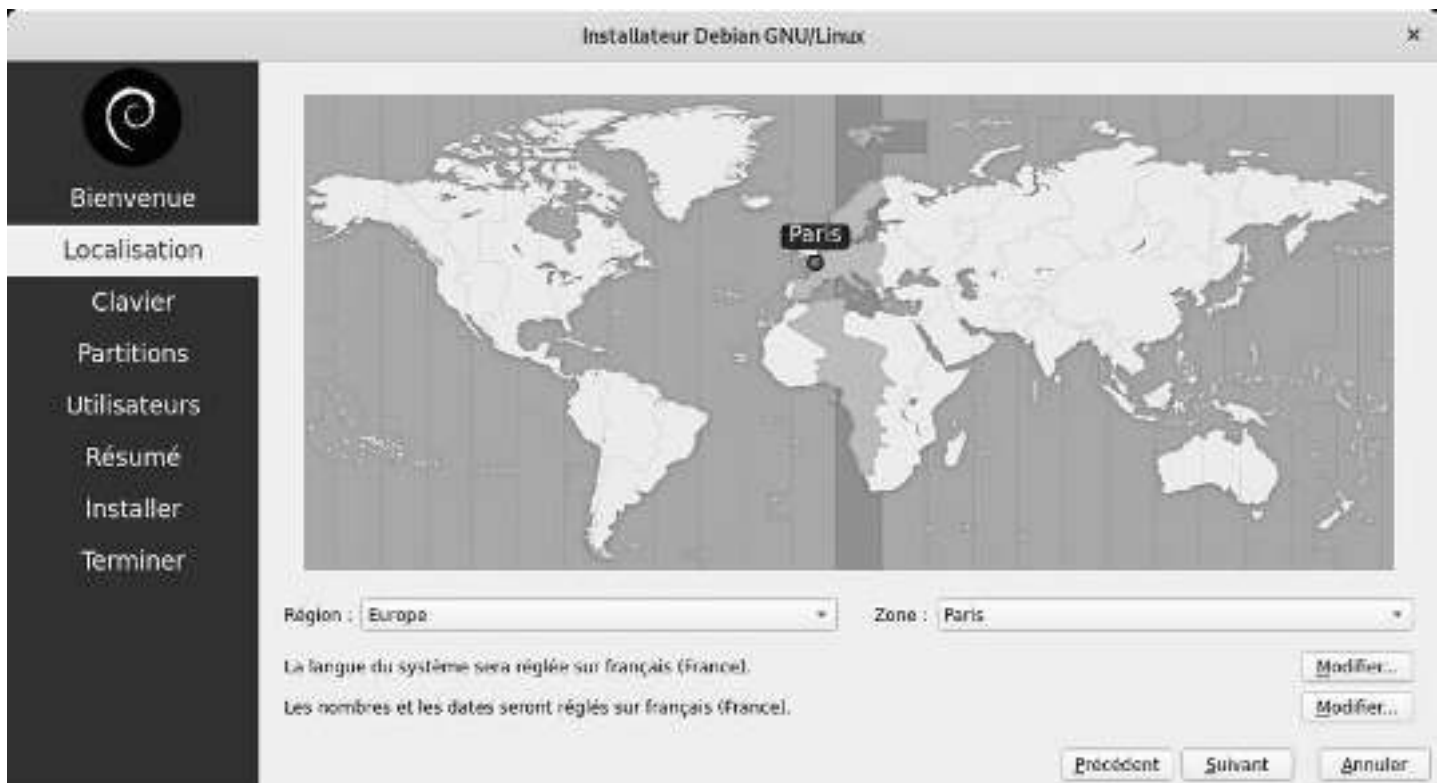 Installateur Debian GNU/Linux
Bienvenue
Localisation
Clavier
Partitions
Utilisateurs
Résumé
Installer
Terminer
Paris
Région : Europe
Zone : Paris
La langue du système sera réglée sur français (France).
Modifier...
Les nombres et les dates seront réglés sur français (France).
Modifier...
Précédent
Suivant
Annuler